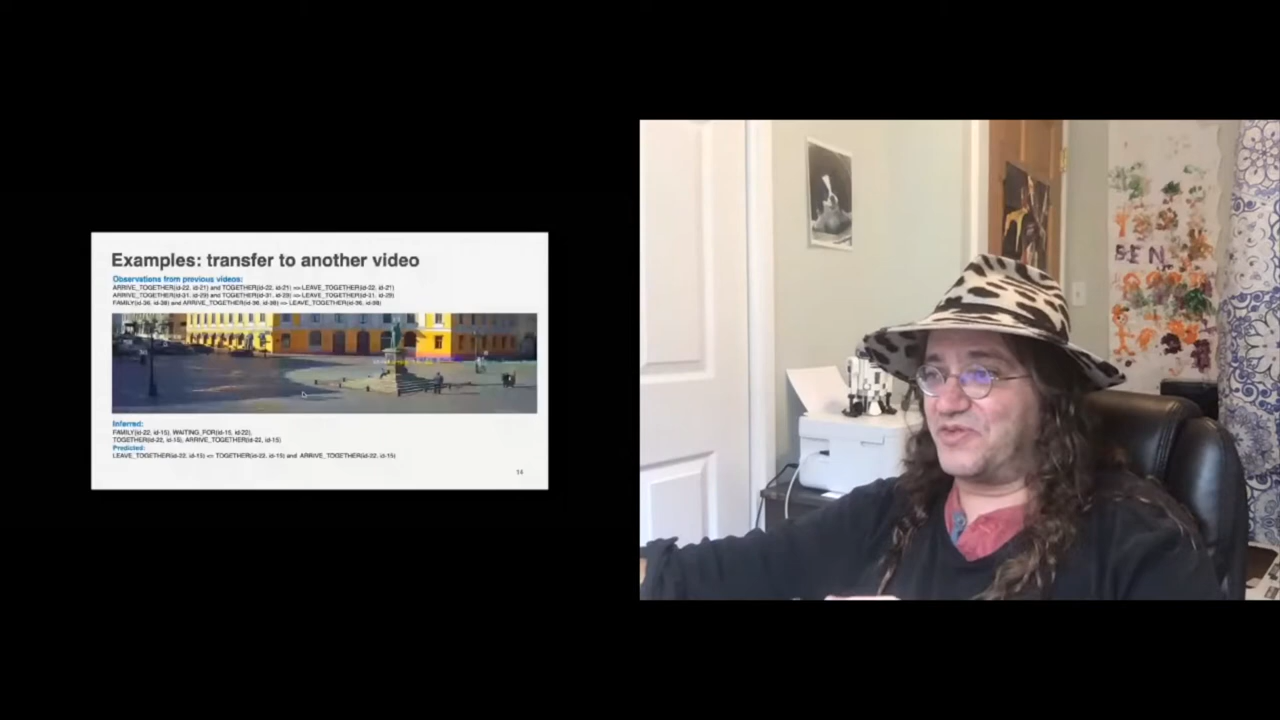 Examples: transfer to another video
Observations from previous videos:
ARRIVE_TOGETHER(id-22, id-21) and TOGETHER(id-22, id-21) => LEAVE_TOGETHER(id-22, id-21)
ARRIVE_TOGETHER(id-31, id-29) and TOGETHER(id-31, id-29) => LEAVE_TOGETHER(id-31, id-29)
FAMILY(id-36, id-38) and ARRIVE_TOGETHER(id-36, id-38) => LEAVE_TOGETHER(id-36, id-38)
Inferred:
FAMILY(id-22, id-15), WAITING_FOR(id-15, id-22),
TOGETHER(id-22, id-15), ARRIVE_TOGETHER(id-22, id-15)
Predicted:
LEAVE_TOGETHER(id-22, id-15) <= TOGETHER(id-22, id-15) and ARRIVE_TOGETHER(id-22, id-15)
14
BEN